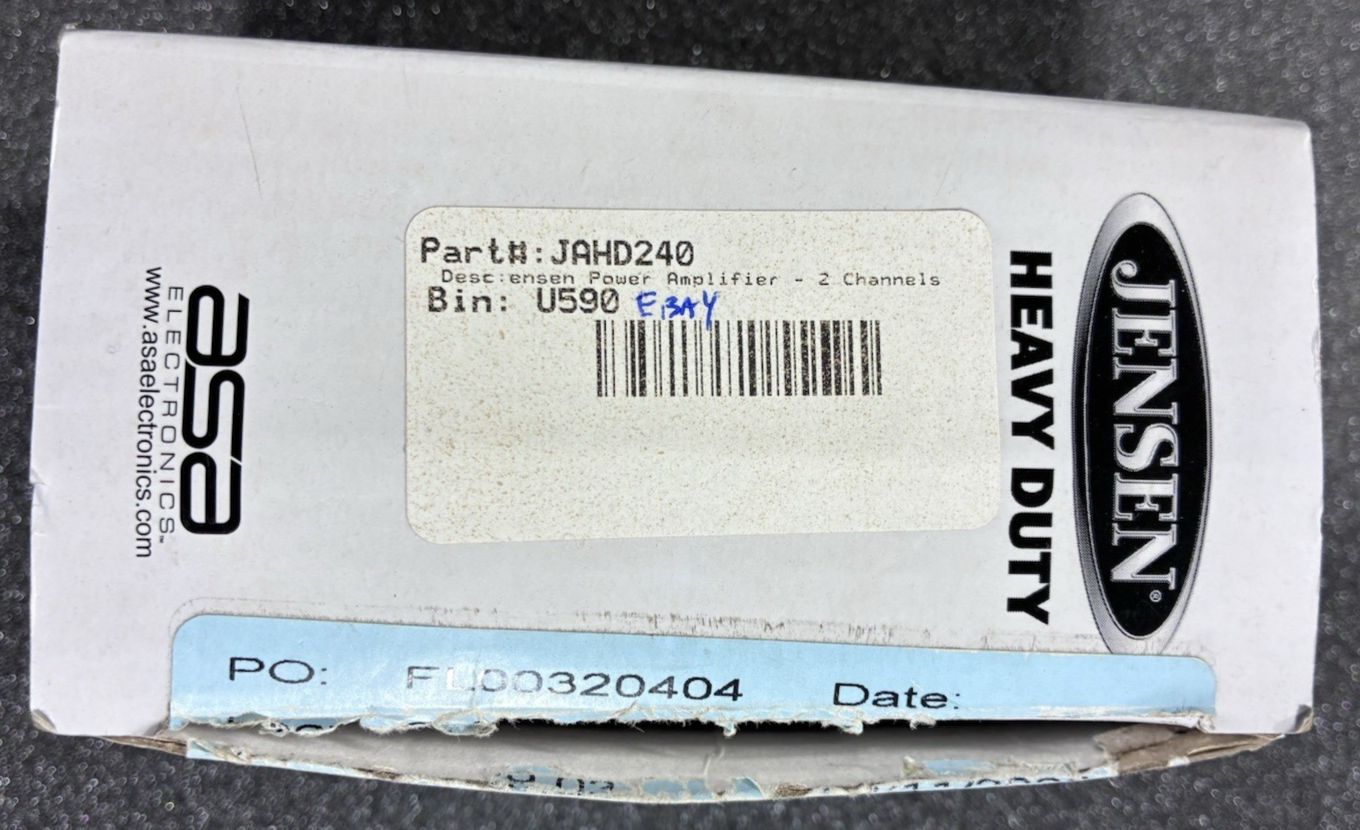 Part#:JAHD240
Desc:ensen Power Amplifier - 2 Channels
Bin: U590 EBAY
JENSEN®
HEAVY DUTY
asa
ELECTRONICS™
www.asaelectronics.com
PO: FL00320404 Date: